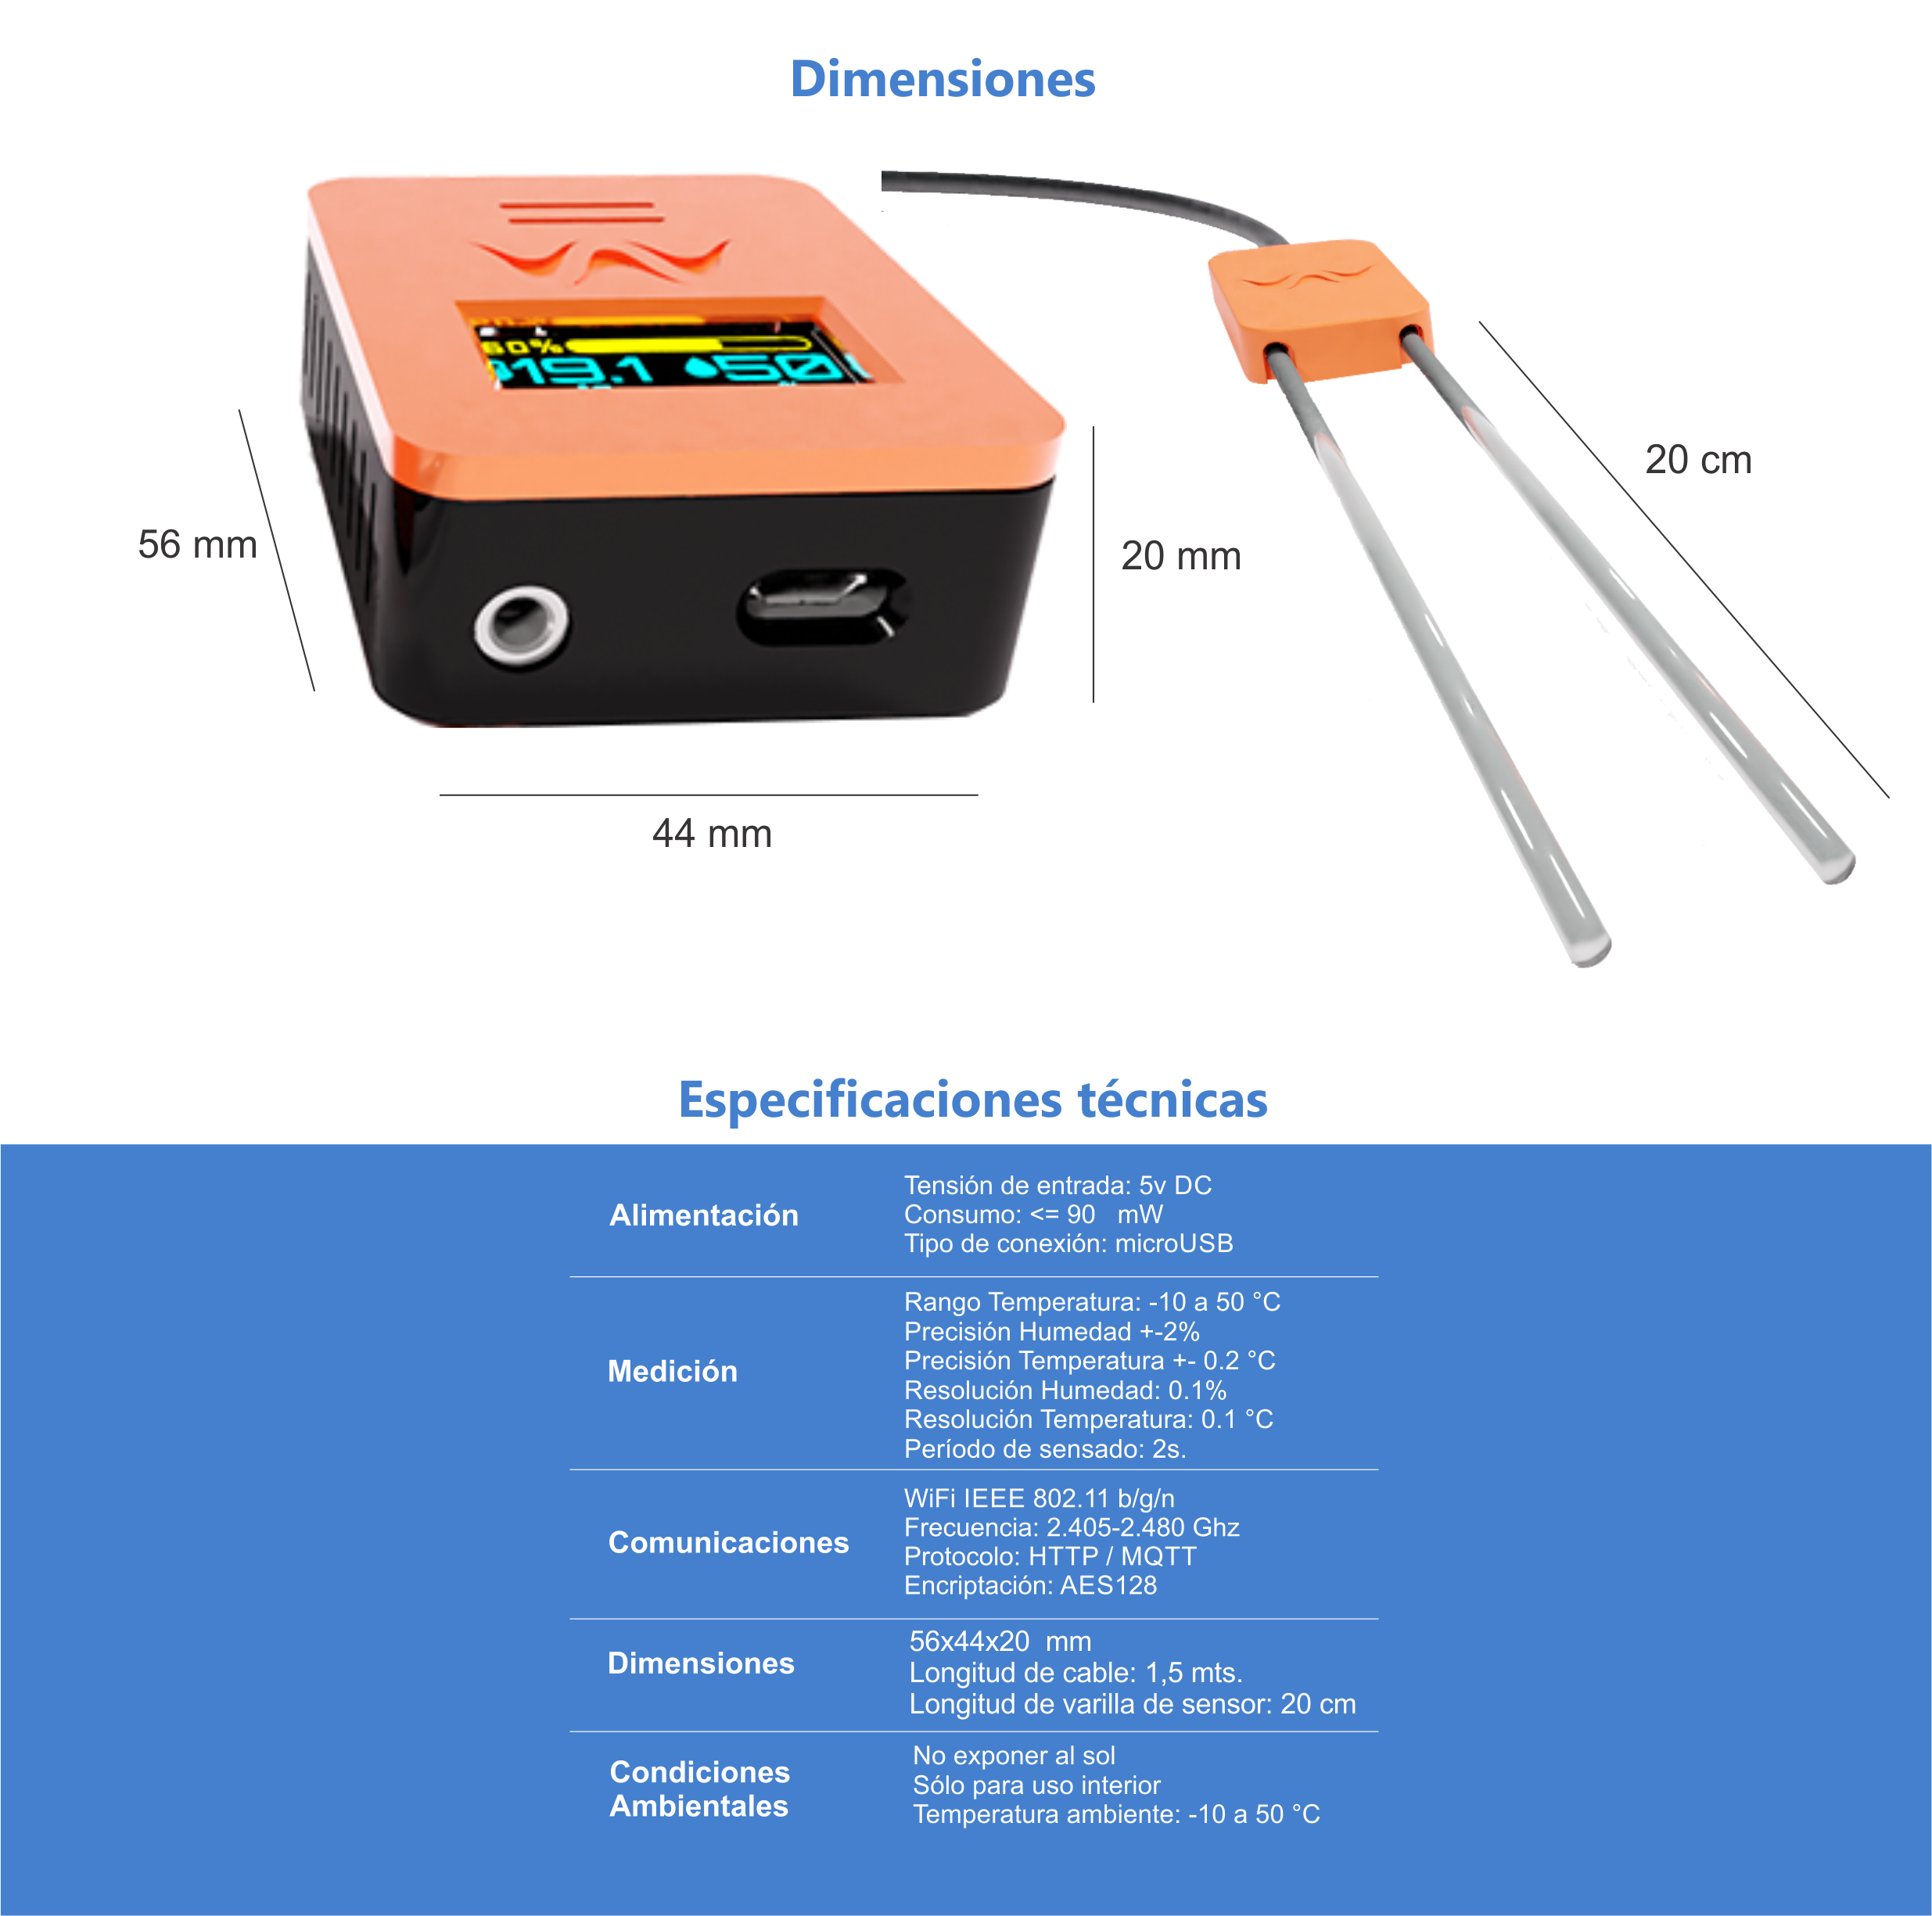 Dimensiones
60%
19.1 50
20 cm
56 mm
20 mm
44 mm
Especificaciones técnicas
Alimentación
Tensión de entrada: 5v DC
Consumo: <= 90 mW
Tipo de conexión: microUSB
Medición
Rango Temperatura: -10 a 50 °C
Precisión Humedad +-2%
Precisión Temperatura +- 0.2 °C
Resolución Humedad: 0.1%
Resolución Temperatura: 0.1 °C
Período de sensado: 2s.
Comunicaciones
WiFi IEEE 802.11 b/g/n
Frecuencia: 2.405-2.480 Ghz
Protocolo: HTTP / MQTT
Encriptación: AES128
Dimensiones
56x44x20 mm
Longitud de cable: 1,5 mts.
Longitud de varilla de sensor: 20 cm
Condiciones
Ambientales
No exponer al sol
Sólo para uso interior
Temperatura ambiente: -10 a 50 °C